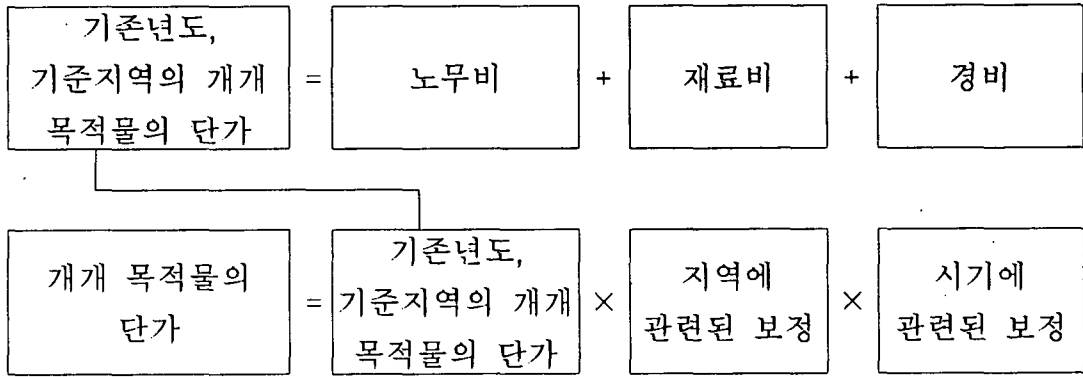 기존년도,
기준지역의 개개
목적물의 단가
=
노무비
+
재료비
+
경비
개개 목적물의
단가
=
기존년도,
기준지역의 개개
목적물의 단가
×
지역에
관련된 보정
×
시기에
관련된 보정